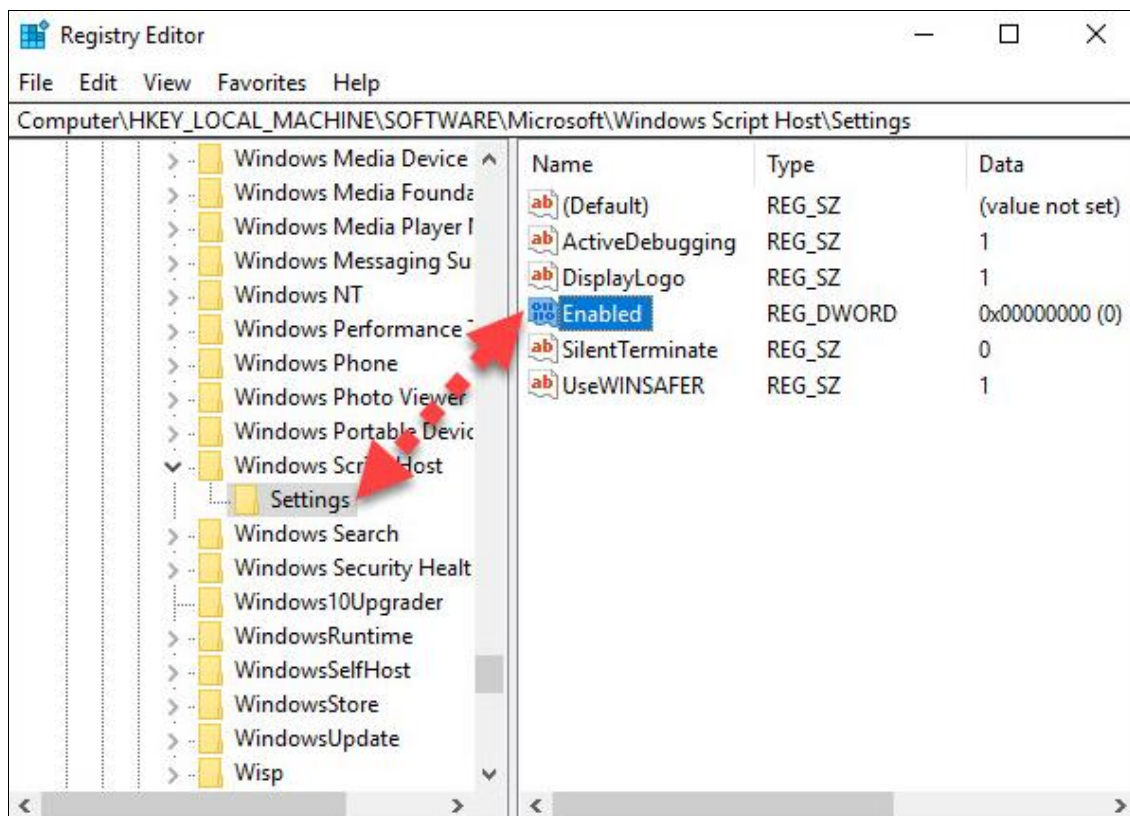 Registry Editor
File Edit View Favorites Help
Computer\HKEY_LOCAL_MACHINE\SOFTWARE\Microsoft\Windows Script Host\Settings
Windows Media Device
Windows Media Founda
Windows Media Player
Windows Messaging Su
Windows NT
Windows Performance
Windows Phone
Windows Photo Viewer
Windows Portable Devic
Windows Script Host
Settings
Windows Search
Windows Security Healt
Windows10Upgrader
WindowsRuntime
WindowsSelfHost
WindowsStore
WindowsUpdate
Wisp
Name Type Data
(Default) REG_SZ (value not set)
ActiveDebugging REG_SZ 1
DisplayLogo REG_SZ 1
Enabled REG_DWORD 0x00000000 (0)
SilentTerminate REG_SZ 0
UseWINSAFER REG_SZ 1